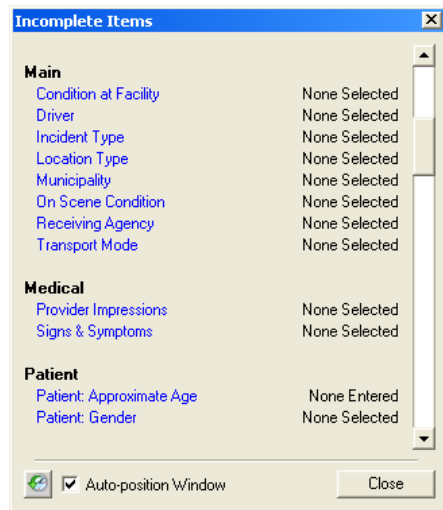 Incomplete Items
Main
Condition at Facility None Selected
Driver None Selected
Incident Type None Selected
Location Type None Selected
Municipality None Selected
On Scene Condition None Selected
Receiving Agency None Selected
Transport Mode None Selected
Medical
Provider Impressions None Selected
Signs & Symptoms None Selected
Patient
Patient: Approximate Age None Entered
Patient: Gender None Selected
Auto-position Window Close